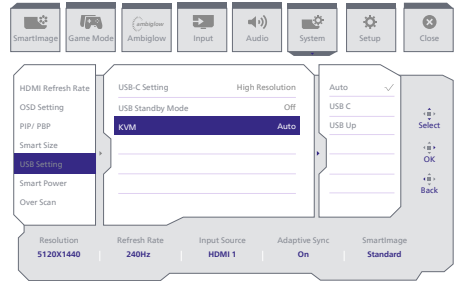 ambiglow
SmartImage Game Mode Ambiglow Input Audio System Setup Close
HDMI Refresh Rate
OSD Setting
PIP/ PBP
Smart Size
USB Setting
Smart Power
Over Scan
USB-C Setting High Resolution
USB Standby Mode Off
KVM Auto
Auto
USB C
USB Up
Select
OK
Back
Resolution Refresh Rate Input Source Adaptive Sync SmartImage
5120X1440 240Hz HDMI 1 On Standard